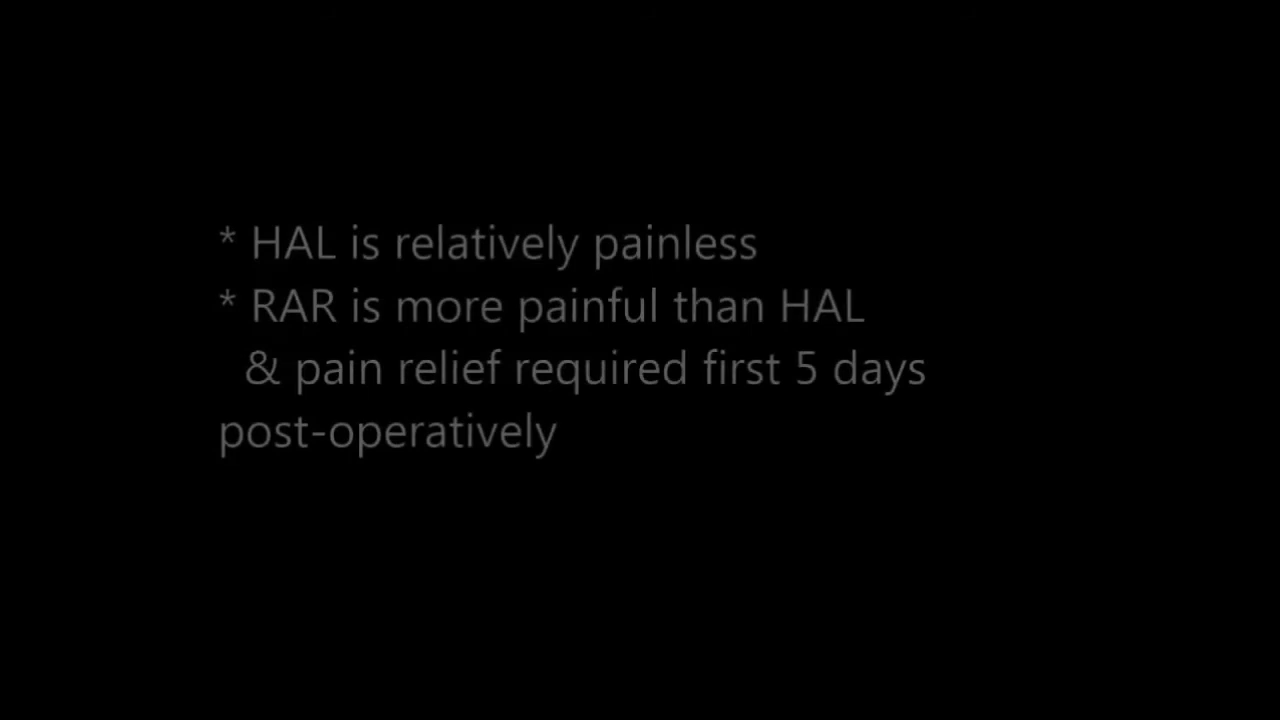 * HAL is relatively painless
* RAR is more painful than HAL
& pain relief required first 5 days
post-operatively